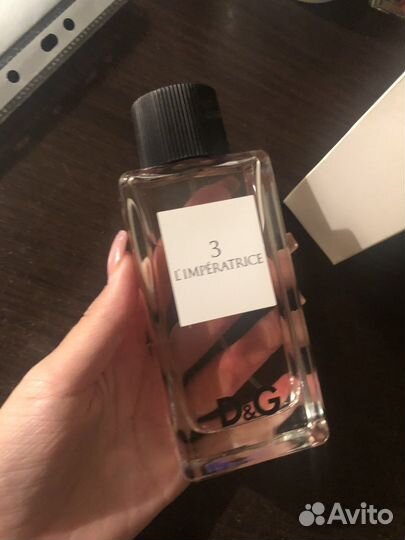 3
L'IMPÉRATRICE
D&G
Avito